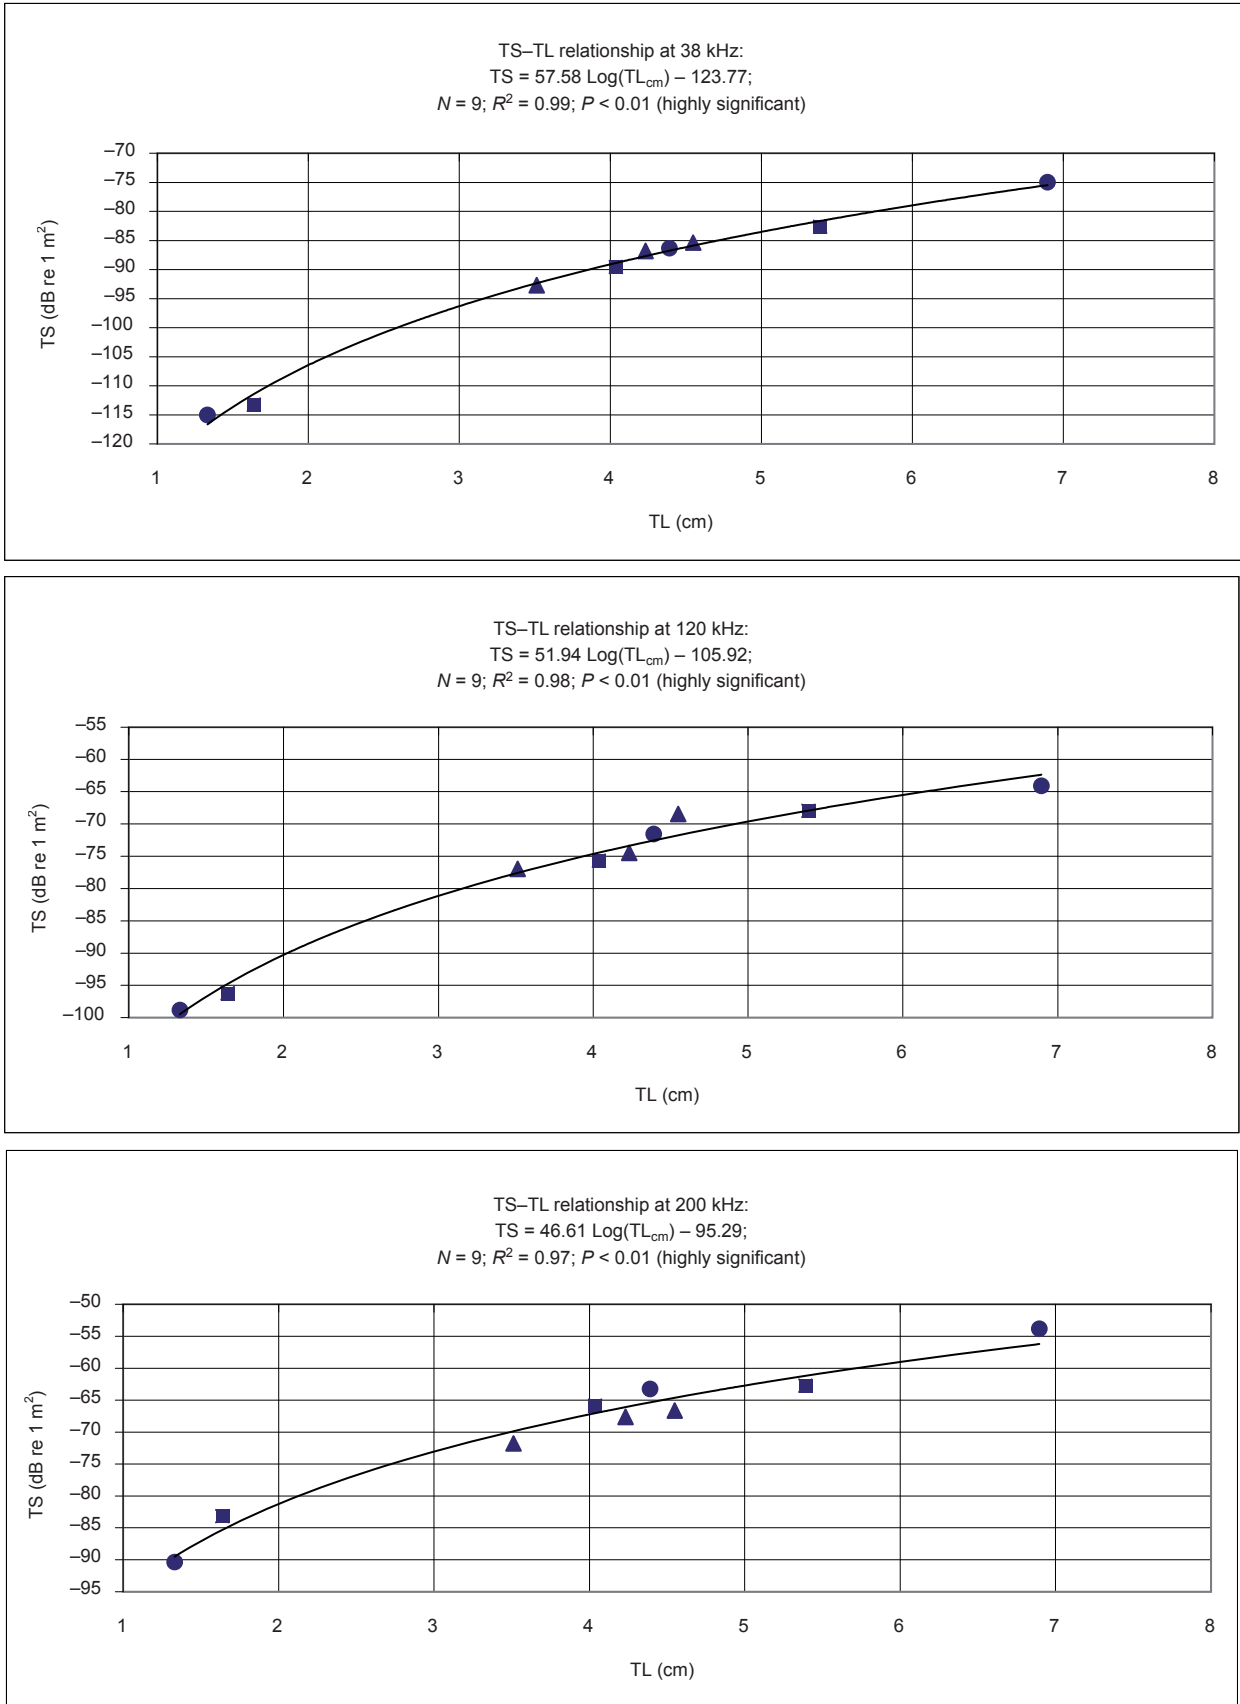 TS–TL relationship at 38 kHz:
TS = 57.58 Log(TLcm) – 123.77;
N = 9; R2 = 0.99; P < 0.01 (highly significant)
–70
–75
–80
–85
–90
–95
–100
–105
–110
–115
–120
TS (dB re 1 m2)
1 2 3 4 5 6 7 8
TL (cm)
TS–TL relationship at 120 kHz:
TS = 51.94 Log(TLcm) – 105.92;
N = 9; R2 = 0.98; P < 0.01 (highly significant)
–55
–60
–65
–70
–75
–80
–85
–90
–95
–100
TS (dB re 1 m2)
1 2 3 4 5 6 7 8
TL (cm)
TS–TL relationship at 200 kHz:
TS = 46.61 Log(TLcm) – 95.29;
N = 9; R2 = 0.97; P < 0.01 (highly significant)
–50
–55
–60
–65
–70
–75
–80
–85
–90
–95
TS (dB re 1 m2)
1 2 3 4 5 6 7 8
TL (cm)